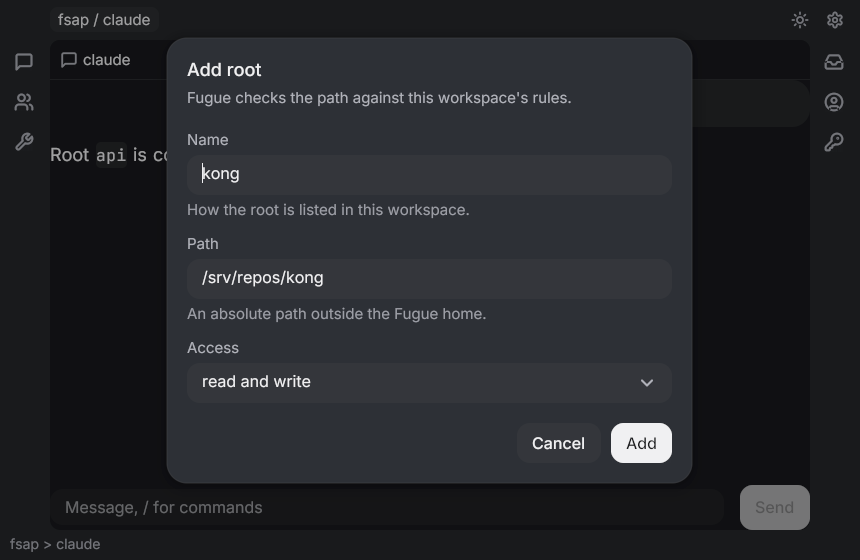 fsap / claude
claude
Root api is co
Add root
Fugue checks the path against this workspace's rules.
Name
kong
How the root is listed in this workspace.
Path
/srv/repos/kong
An absolute path outside the Fugue home.
Access
read and write
Cancel
Add
Message, / for commands
Send
fsap > claude